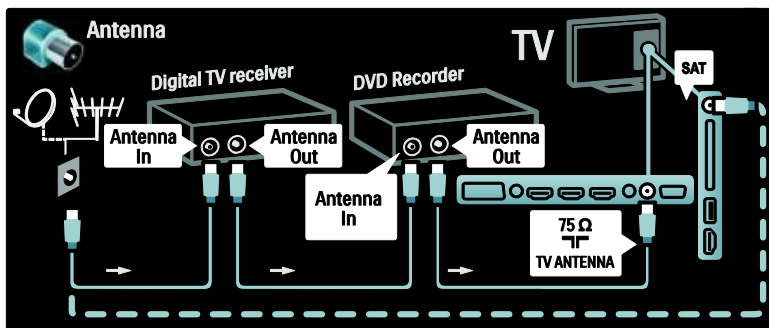 Antenna
TV
Digital TV receiver
DVD Recorder
SAT
Antenna
In
Antenna
Out
Antenna
In
Antenna
Out
75 Ω
TV ANTENNA